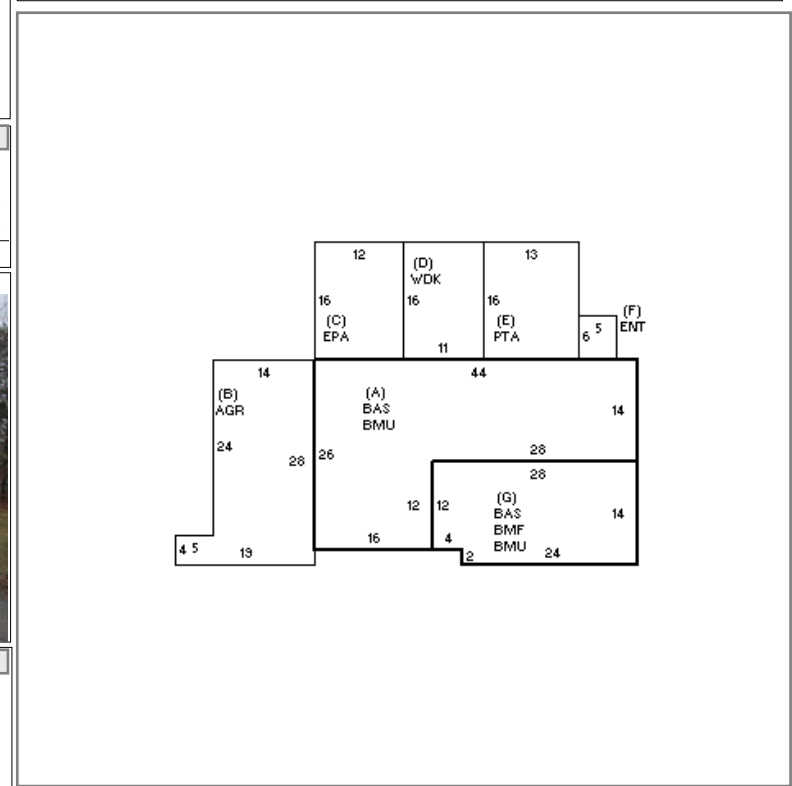 12
(D)
WDK
13
16
(C)
EPA
16
11
16
(E)
PTA
6 5
(F)
ENT
14
(B)
AGR
24
28
4 5
19
44
(A)
BAS
BMU
14
26
28
12
16
28
12
(G)
BAS
BMF
BMU
14
4
2
24